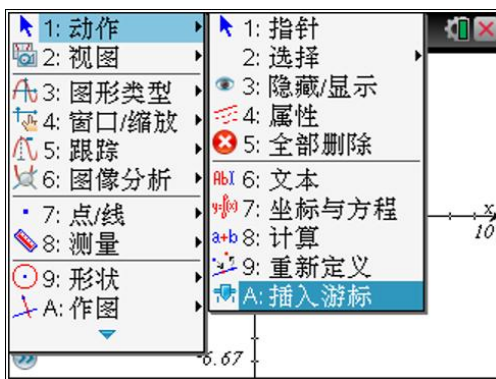 1: 动作
2: 视图
3: 图形类型
4: 窗口/缩放
5: 跟踪
6: 图像分析
7: 点/线
8: 测量
9: 形状
A: 作图
1: 指针
2: 选择
3: 隐藏/显示
4: 属性
5: 全部删除
AbI 6: 文本
y=f(x) 7: 坐标与方程
a+b 8: 计算
9: 重新定义
A: 插入游标
x
10
-6.67